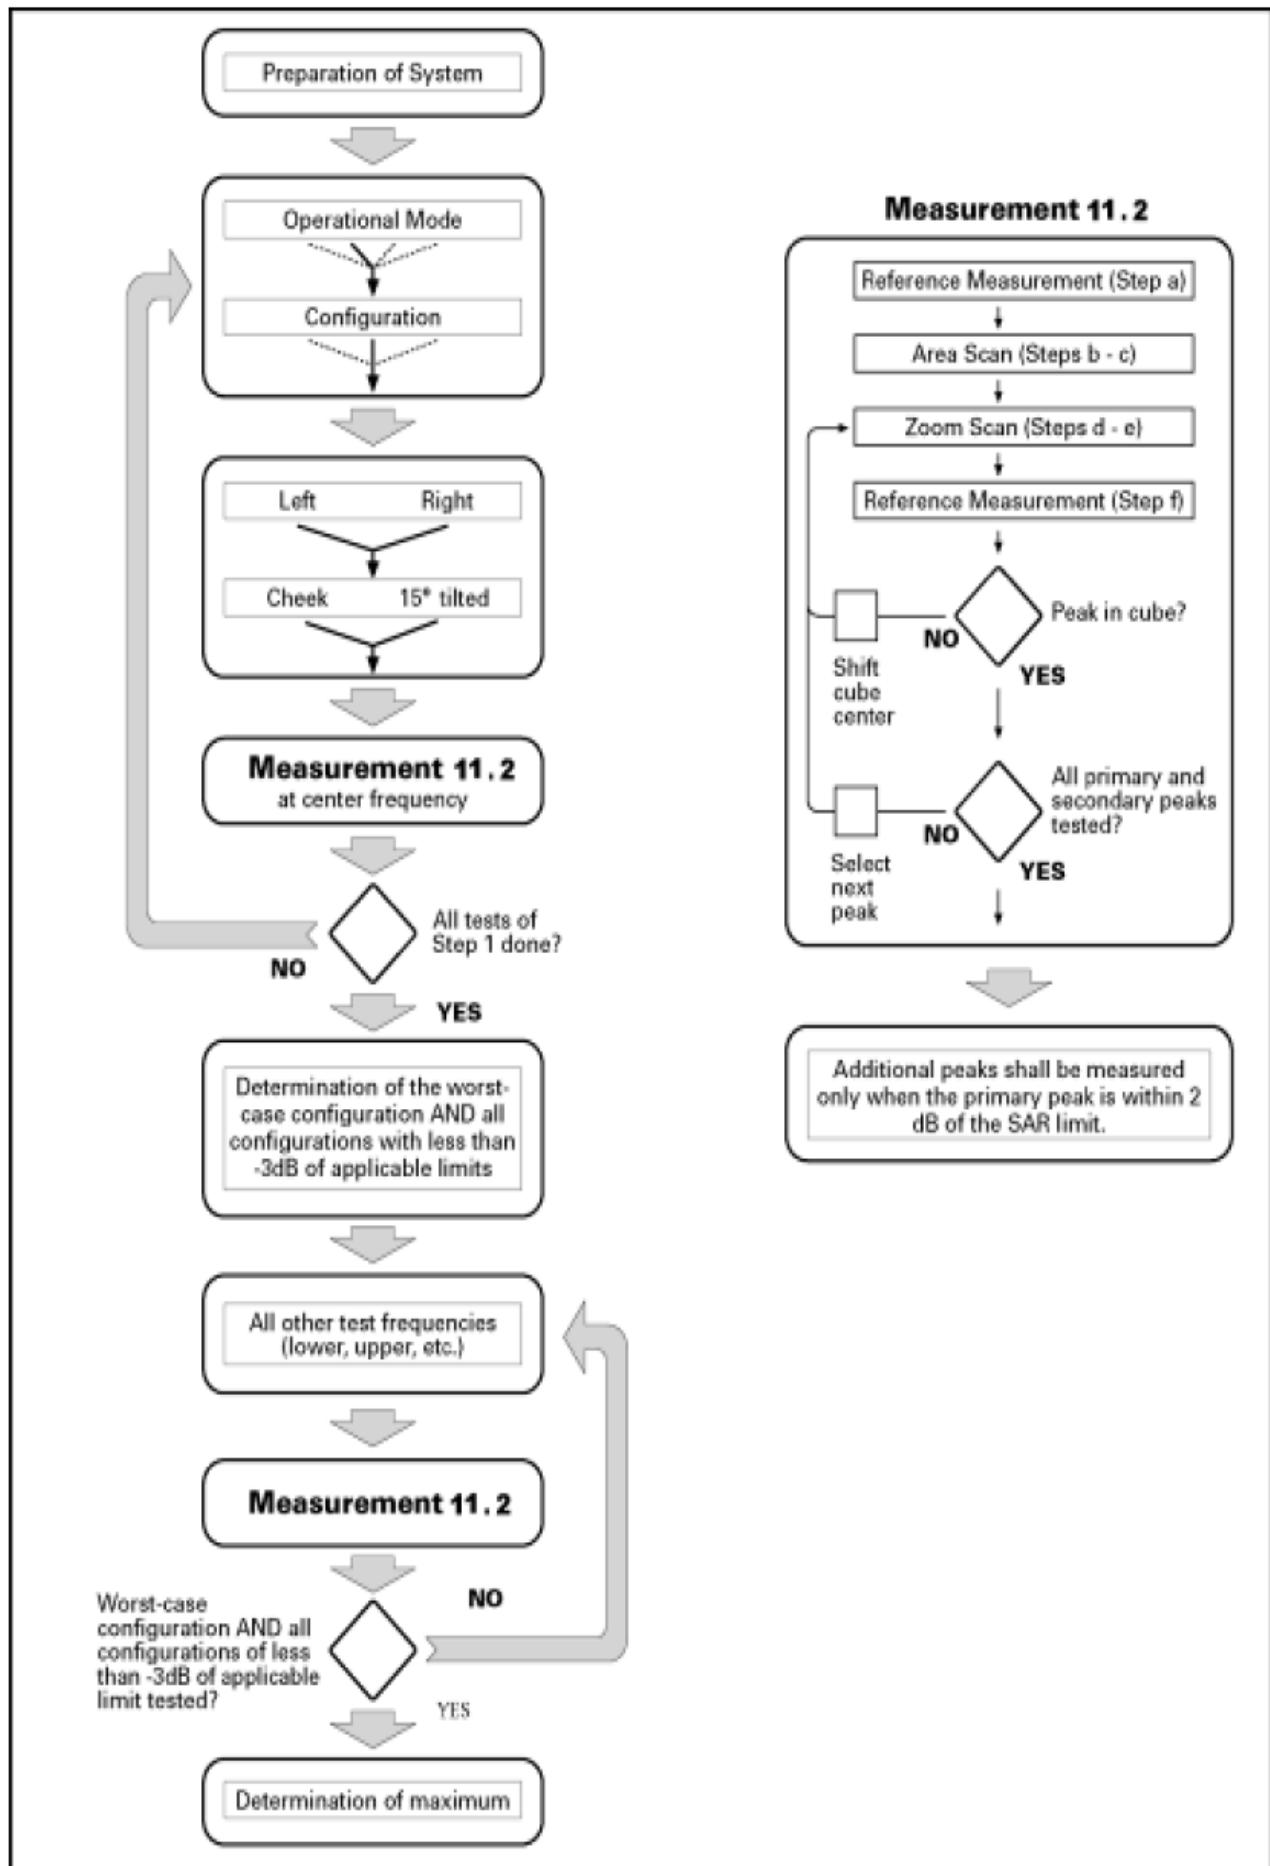 Preparation of System
Operational Mode
Configuration
Left Right
Cheek 15° tilted
Measurement 11.2
at center frequency
All tests of
Step 1 done?
NO
YES
Determination of the worst-
case configuration AND all
configurations with less than
-3dB of applicable limits
All other test frequencies
(lower, upper, etc.)
Measurement 11.2
NO
Worst-case
configuration AND all
configurations of less
than -3dB of applicable
limit tested?
YES
Determination of maximum
Measurement 11.2
Reference Measurement (Step a)
Area Scan (Steps b - c)
Zoom Scan (Steps d - e)
Reference Measurement (Step f)
Peak in cube?
NO
YES
Shift
cube
center
All primary and
secondary peaks
tested?
NO
YES
Select
next
peak
Additional peaks shall be measured
only when the primary peak is within 2
dB of the SAR limit.